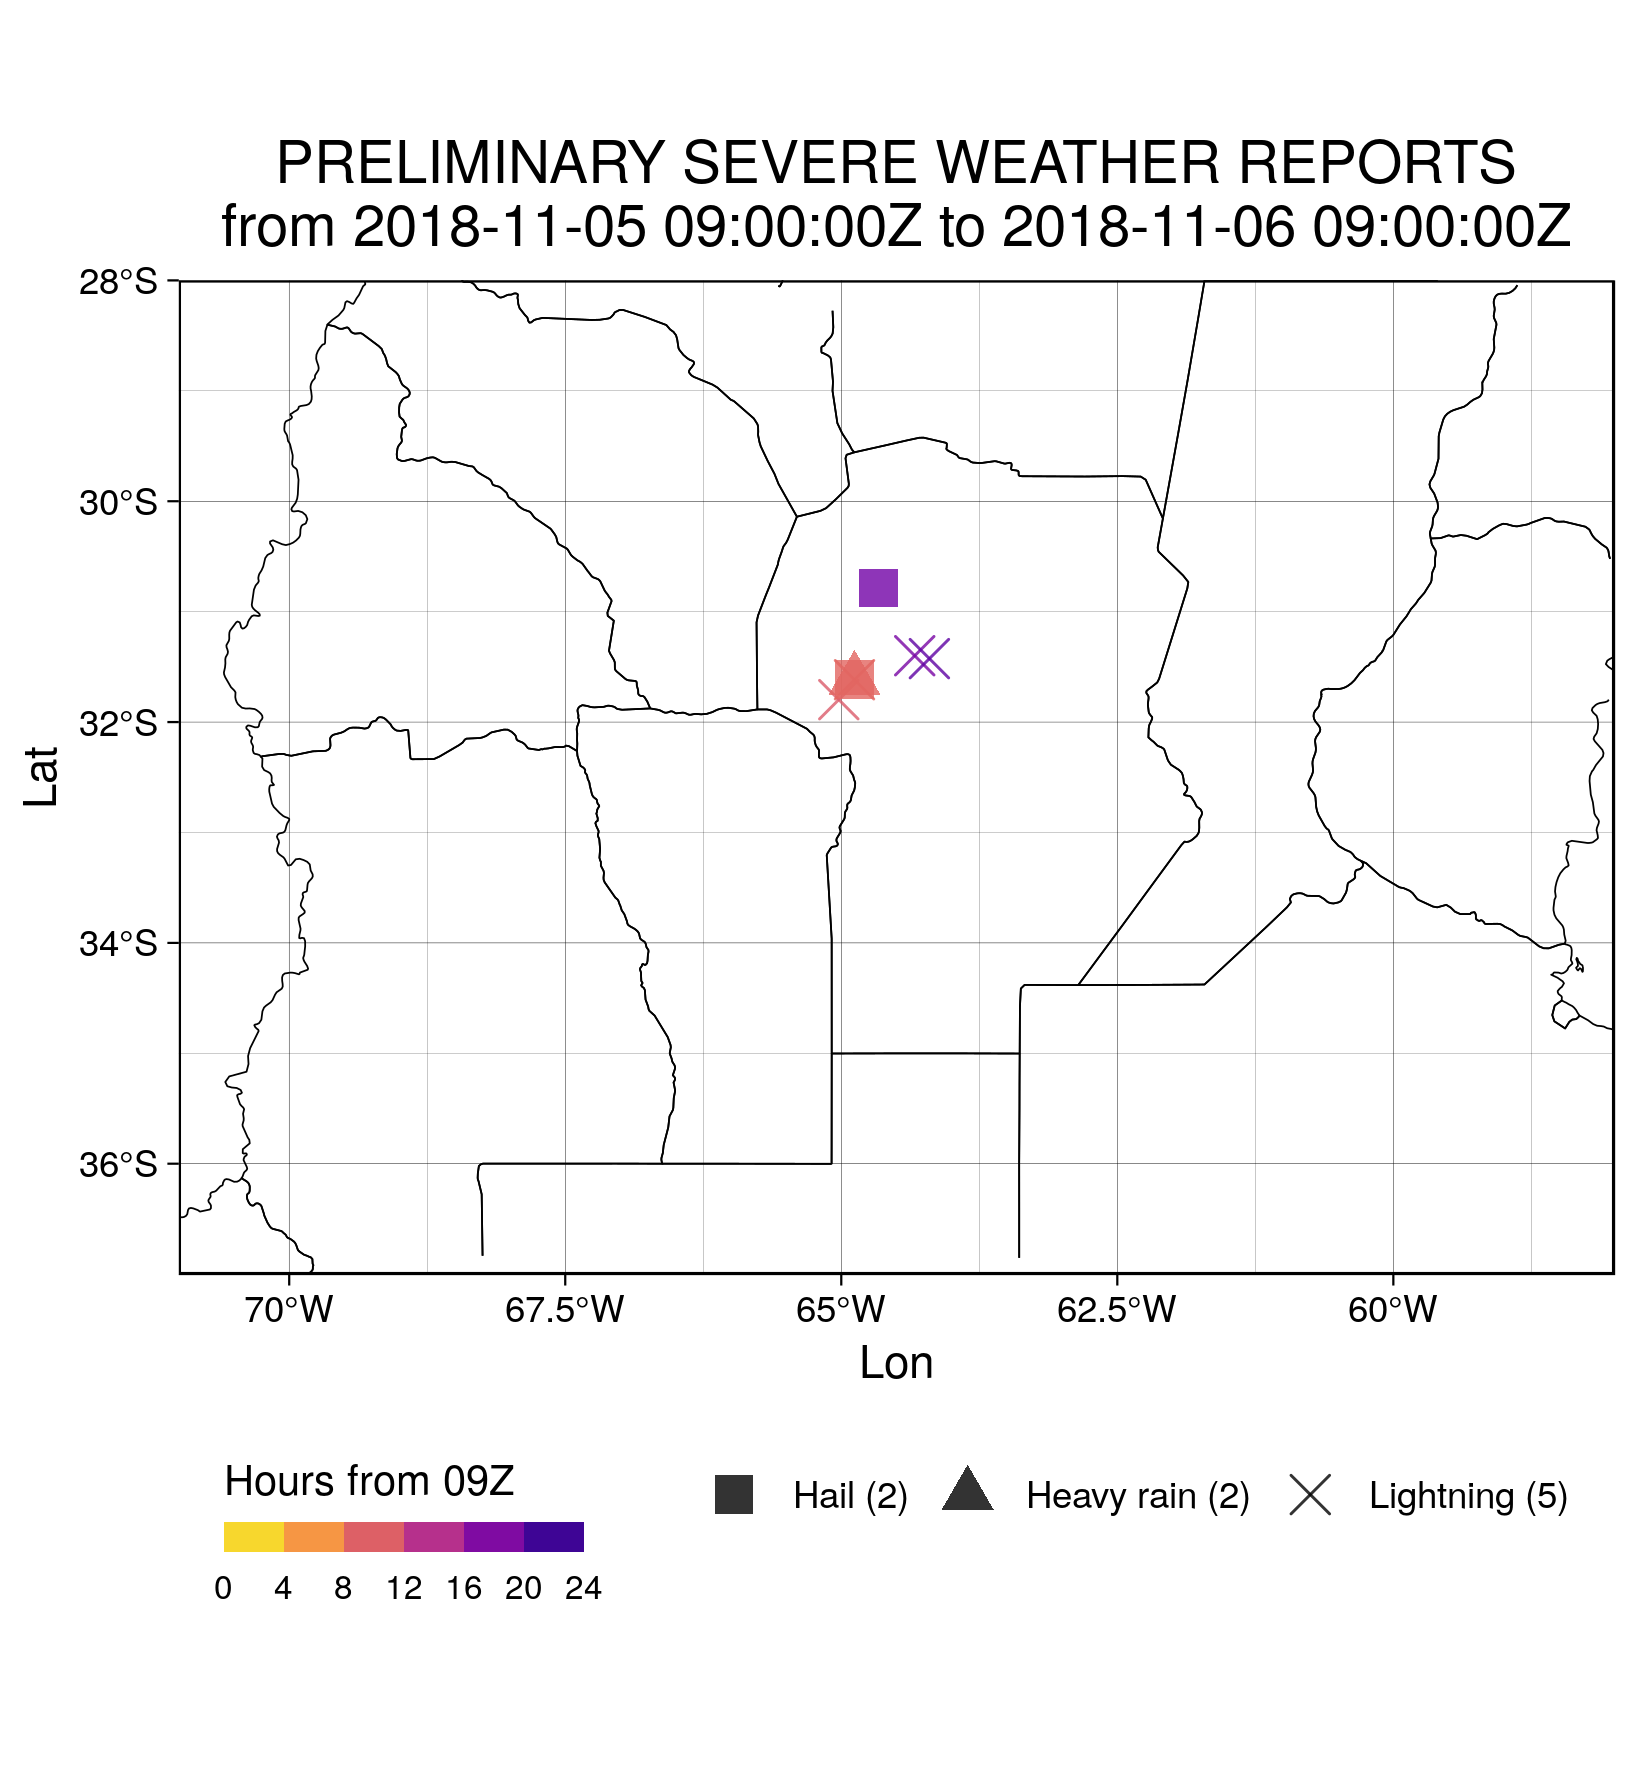 PRELIMINARY SEVERE WEATHER REPORTS
from 2018-11-05 09:00:00Z to 2018-11-06 09:00:00Z
28°S
30°S
32°S
34°S
36°S
Lat
70°W 67.5°W 65°W 62.5°W 60°W
Lon
Hours from 09Z
0 4 8 12 16 20 24
Hail (2) Heavy rain (2) Lightning (5)